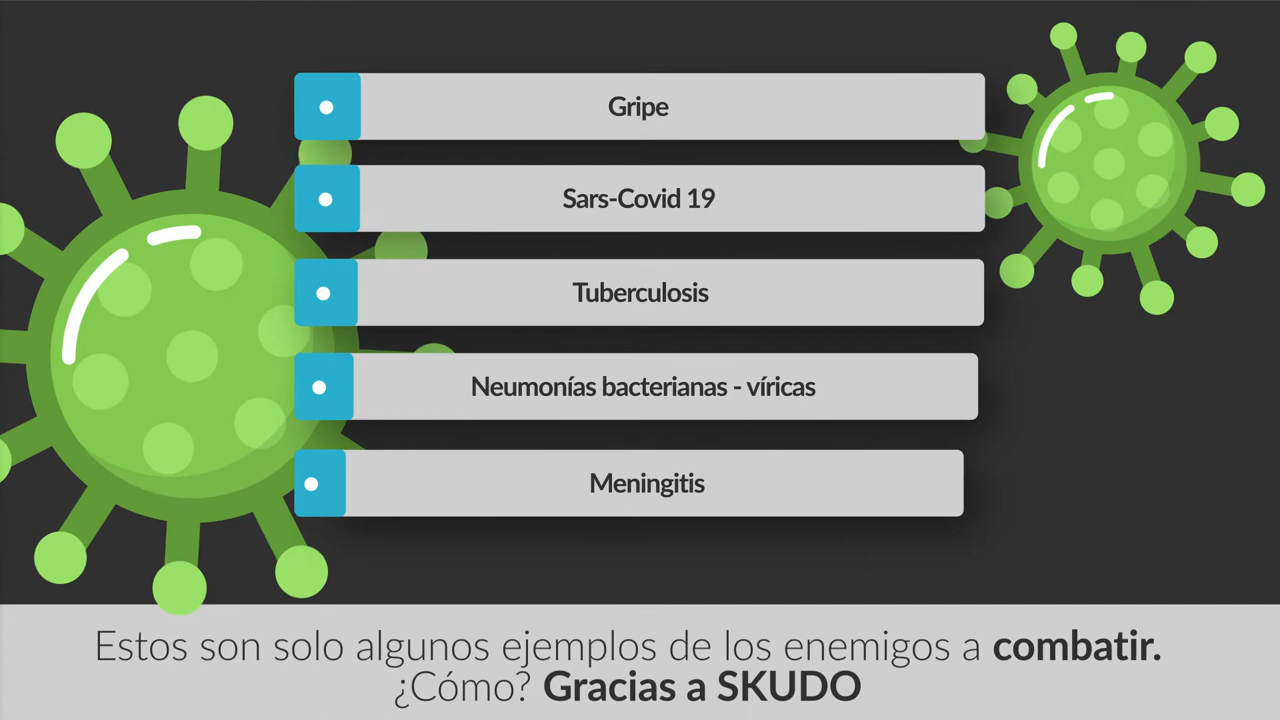 Gripe
Sars-Covid 19
Tuberculosis
Neumonías bacterianas - víricas
Meningitis
Estos son solo algunos ejemplos de los enemigos a combatir.
¿Cómo? Gracias a SKUDO